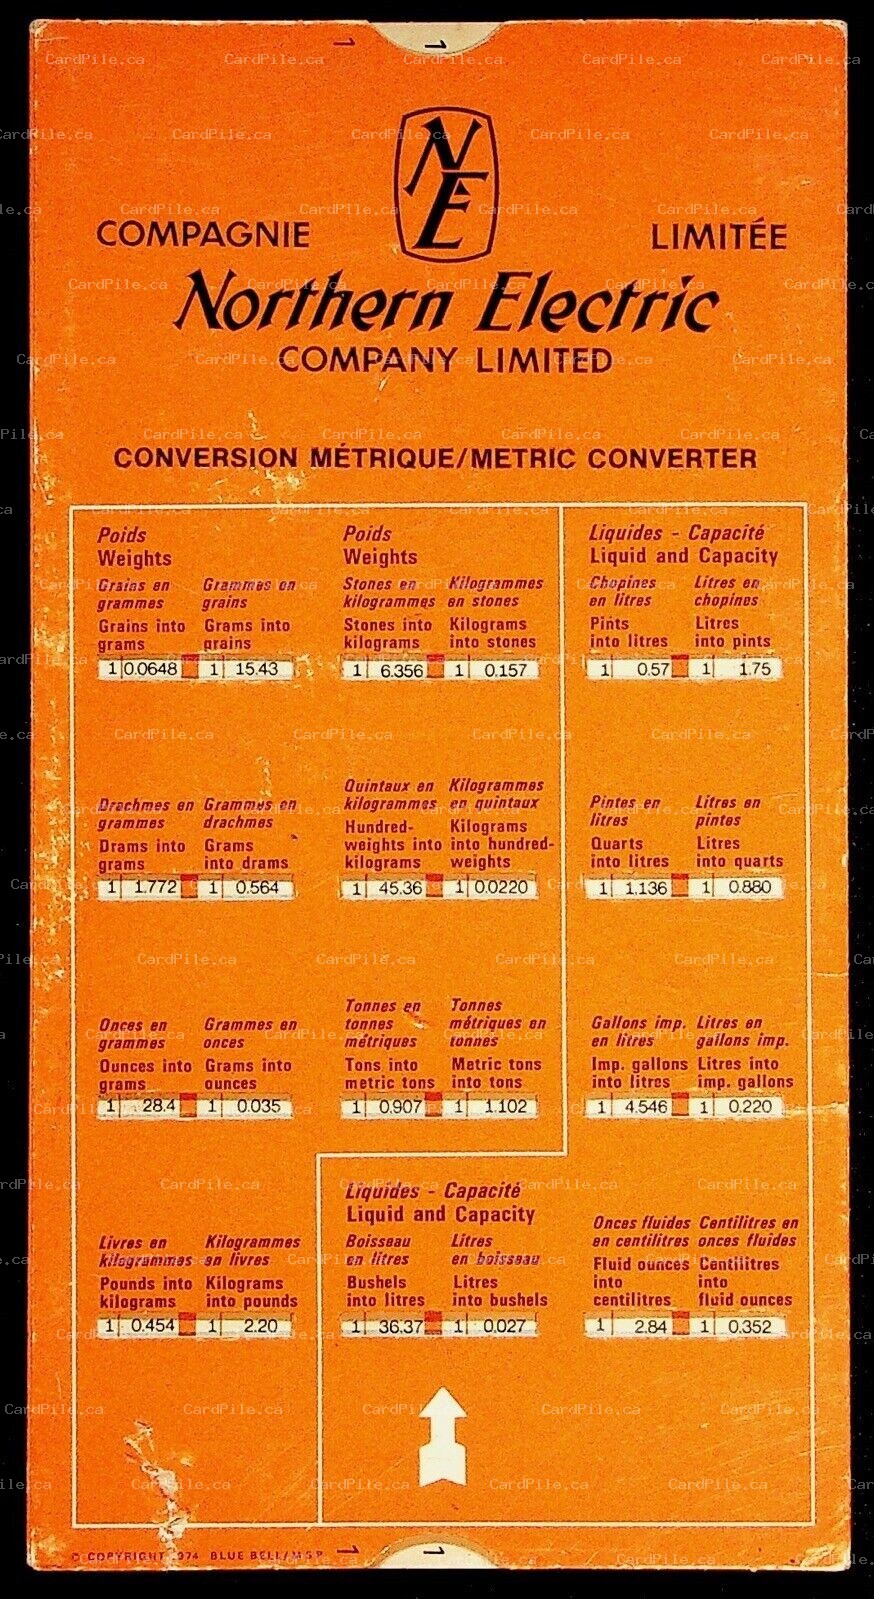 1 1
NE
COMPAGNIE LIMITÉE
Northern Electric
COMPANY LIMITED
CONVERSION MÉTRIQUE/METRIC CONVERTER
Poids
Weights
Grains en grammes
Grains into grams
1 0.0648
Grammes en grains
Grams into grains
1 15.43
Drachmes en grammes
Drams into grams
1 1.772
Grammes en drachmes
Grams into drams
1 0.564
Onces en grammes
Ounces into grams
1 28.4
Grammes en onces
Grams into ounces
1 0.035
Livres en kilogrammes
Pounds into kilograms
1 0.454
Kilogrammes en livres
Kilograms into pounds
1 2.20
Poids
Weights
Stones en kilogrammes
Stones into kilograms
1 6.356
Kilogrammes en stones
Kilograms into stones
1 0.157
Quintaux en kilogrammes
Hundred-weights into kilograms
1 45.36
Kilogrammes en quintaux
Kilograms into hundred-weights
1 0.0220
Tonnes en tonnes métriques
Tons into metric tons
1 0.907
Tonnes métriques en tonnes
Metric tons into tons
1 1.102
Liquides - Capacité
Liquid and Capacity
Boisseau en litres
Bushels into litres
1 36.37
Litres en boisseau
Litres into bushels
1 0.027
Liquides - Capacité
Liquid and Capacity
Chopines en litres
Pints into litres
1 0.57
Litres en chopines
Litres into pints
1 1.75
Pintes en litres
Quarts into litres
1 1.136
Litres en pintes
Litres into quarts
1 0.880
Gallons imp. en litres
Imp. gallons into litres
1 4.546
Litres en gallons imp.
Litres into imp. gallons
1 0.220
Onces fluides en centilitres
Fluid ounces into centilitres
1 2.84
Centilitres en onces fluides
Centilitres into fluid ounces
1 0.352
© COPYRIGHT 974 BLUE BELL/MSP 1 1
CardPile.ca